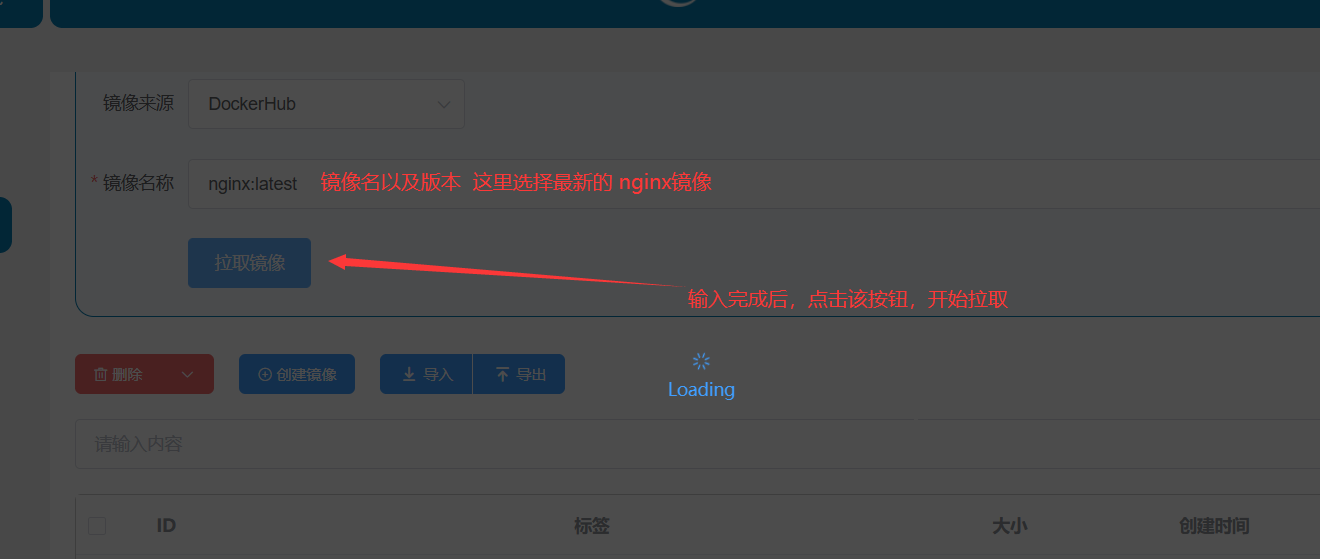 镜像来源 DockerHub
* 镜像名称 nginx:latest 镜像名以及版本 这里选择最新的 nginx镜像
拉取镜像
输入完成后，点击该按钮，开始拉取
删除 创建镜像 导入 导出
Loading
请输入内容
ID 标签 大小 创建时间